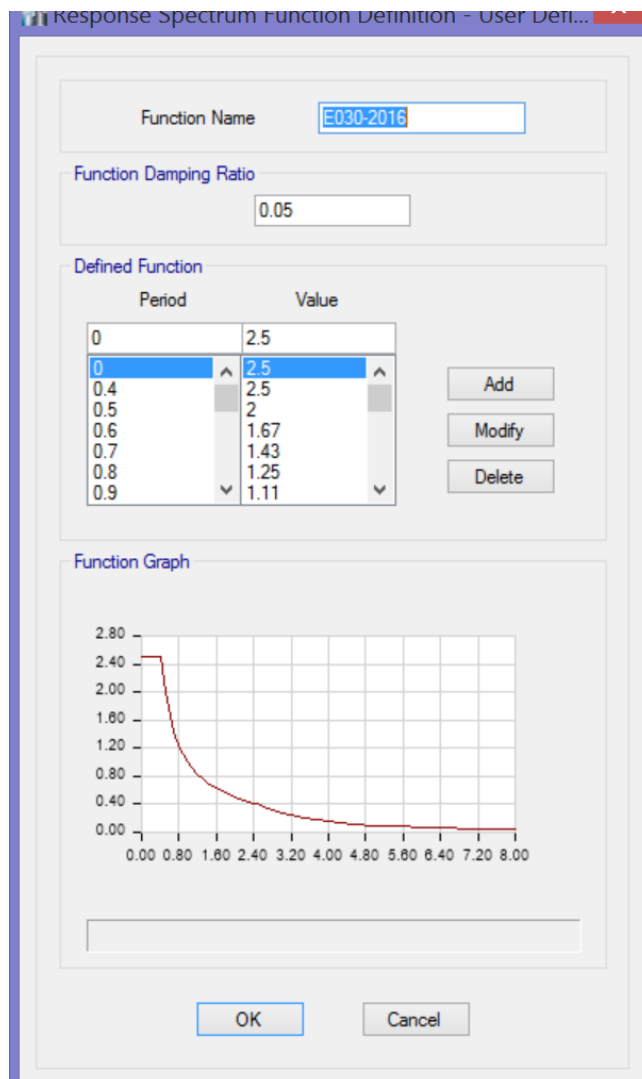 Response Spectrum Function Definition - User Defi...
Function Name E030-2016
Function Damping Ratio
0.05
Defined Function
Period Value
0 2.5
0 2.5
0.4 2.5
0.5 2
0.6 1.67
0.7 1.43
0.8 1.25
0.9 1.11
Add
Modify
Delete
Function Graph
2.80
2.40
2.00
1.60
1.20
0.80
0.40
0.00
0.00 0.80 1.60 2.40 3.20 4.00 4.80 5.60 6.40 7.20 8.00
OK Cancel